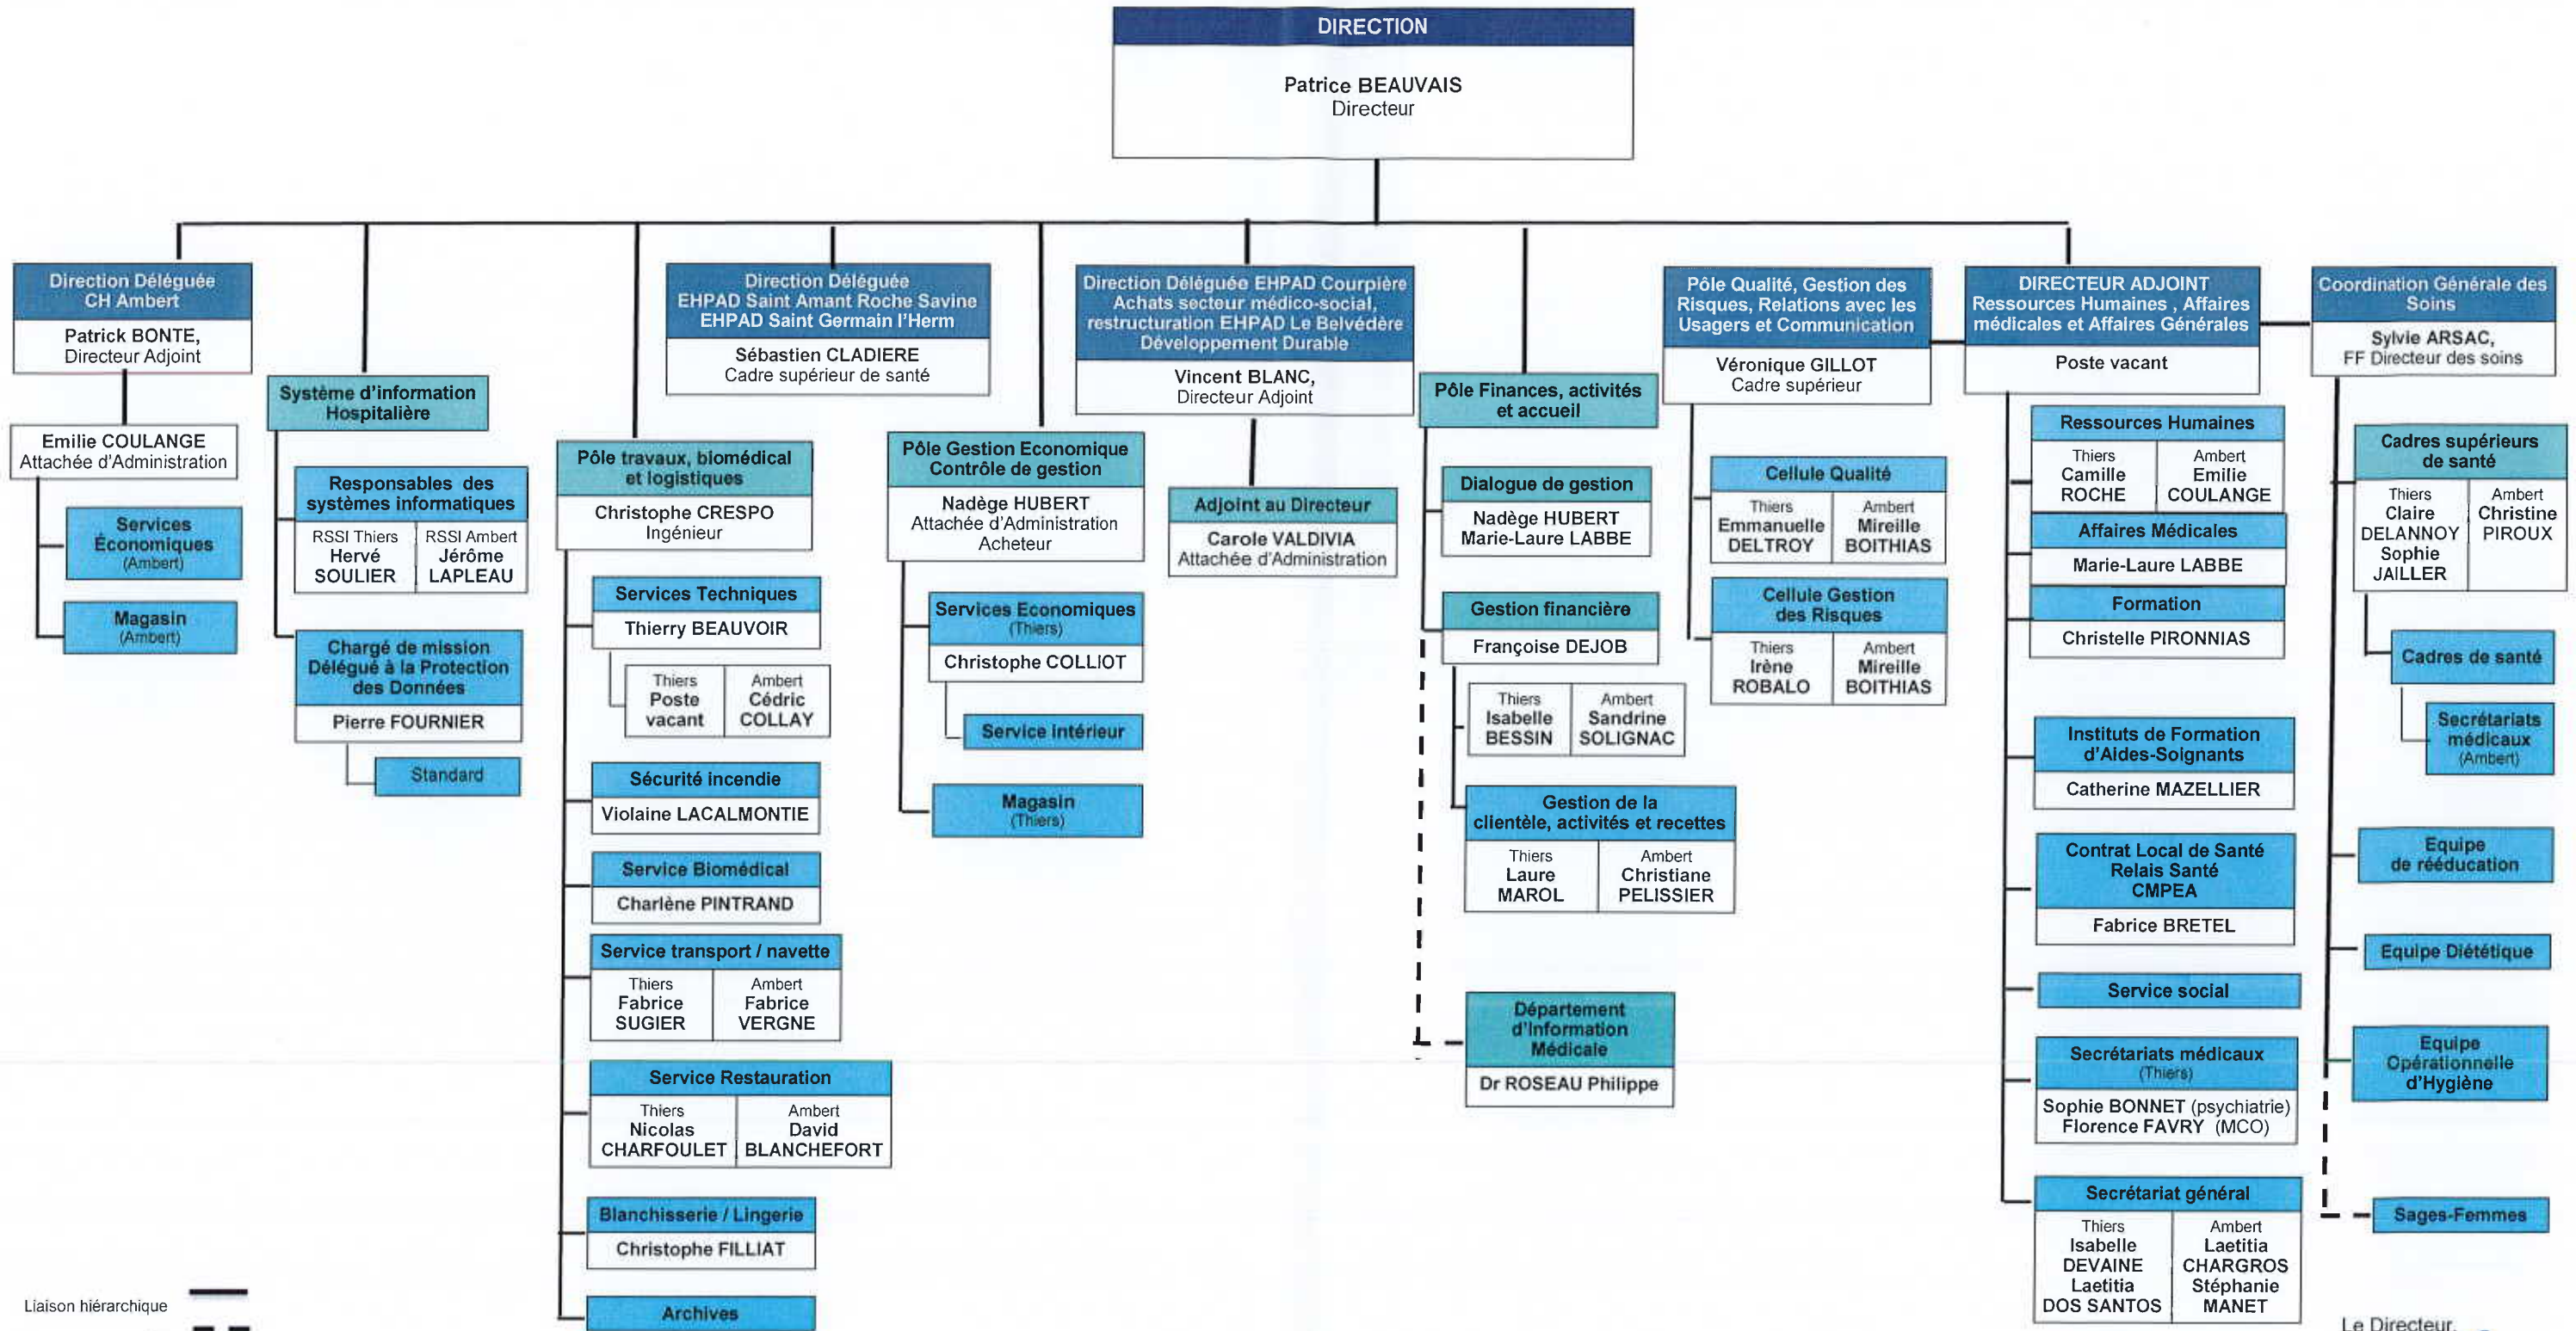 DIRECTION
Patrice BEAUVAIS
Directeur
Direction Déléguée
CH Ambert
Patrick BONTE,
Directeur Adjoint
Emilie COULANGE
Attachée d'Administration
Services
Économiques
(Ambert)
Magasin
(Ambert)
Système d'information
Hospitalière
Responsables des
systèmes informatiques
RSSI Thiers
Hervé
SOULIER
RSSI Ambert
Jérôme
LAPLEAU
Chargé de mission
Délégué à la Protection
des Données
Pierre FOURNIER
Standard
Pôle travaux, biomédical
et logistiques
Christophe CRESPO
Ingénieur
Services Techniques
Thierry BEAUVOIR
Thiers
Poste
vacant
Ambert
Cédric
COLLAY
Sécurité incendie
Violaine LACALMONTIE
Service Biomédical
Charlène PINTRAND
Service transport / navette
Thiers
Fabrice
SUGIER
Ambert
Fabrice
VERGNE
Service Restauration
Thiers
Nicolas
CHARFOULET
Ambert
David
BLANCHEFORT
Blanchisserie / Lingerie
Christophe FILLIAT
Archives
Direction Déléguée
EHPAD Saint Amant Roche Savine
EHPAD Saint Germain l'Herm
Sébastien CLADIERE
Cadre supérieur de santé
Pôle Gestion Economique
Contrôle de gestion
Nadège HUBERT
Attachée d'Administration
Acheteur
Services Economiques
(Thiers)
Christophe COLLIOT
Service intérieur
Magasin
(Thiers)
Direction Déléguée EHPAD Courpière
Achats secteur médico-social,
restructuration EHPAD Le Belvédère
Développement Durable
Vincent BLANC,
Directeur Adjoint
Adjoint au Directeur
Carole VALDIVIA
Attachée d'Administration
Pôle Finances, activités
et accueil
Dialogue de gestion
Nadège HUBERT
Marie-Laure LABBE
Gestion financière
Françoise DEJOB
Thiers
Isabelle
BESSIN
Ambert
Sandrine
SOLIGNAC
Gestion de la
clientèle, activités et recettes
Thiers
Laure
MAROL
Ambert
Christiane
PELISSIER
Département
d'Information
Médicale
Dr ROSEAU Philippe
Pôle Qualité, Gestion des
Risques, Relations avec les
Usagers et Communication
Véronique GILLOT
Cadre supérieur
Cellule Qualité
Thiers
Emmanuelle
DELTROY
Ambert
Mireille
BOITHIAS
Cellule Gestion
des Risques
Thiers
Irène
ROBALO
Ambert
Mireille
BOITHIAS
DIRECTEUR ADJOINT
Ressources Humaines , Affaires
médicales et Affaires Générales
Poste vacant
Ressources Humaines
Thiers
Camille
ROCHE
Ambert
Emilie
COULANGE
Affaires Médicales
Marie-Laure LABBE
Formation
Christelle PIRONNIAS
Instituts de Formation
d'Aides-Soignants
Catherine MAZELLIER
Contrat Local de Santé
Relais Santé
CMPEA
Fabrice BRETEL
Service social
Secrétariats médicaux
(Thiers)
Sophie BONNET (psychiatrie)
Florence FAVRY (MCO)
Secrétariat général
Thiers
Isabelle
DEVAINE
Laetitia
DOS SANTOS
Ambert
Laetitia
CHARGROS
Stéphanie
MANET
Coordination Générale des
Soins
Sylvie ARSAC,
FF Directeur des soins
Cadres supérieurs
de santé
Thiers
Claire
DELANNOY
Sophie
JAILLER
Ambert
Christine
PIROUX
Cadres de santé
Secrétariats
médicaux
(Ambert)
Equipe
de rééducation
Equipe Diététique
Equipe
Opérationnelle
d'Hygiène
Sages-Femmes
Liaison hiérarchique
Le Directeur,